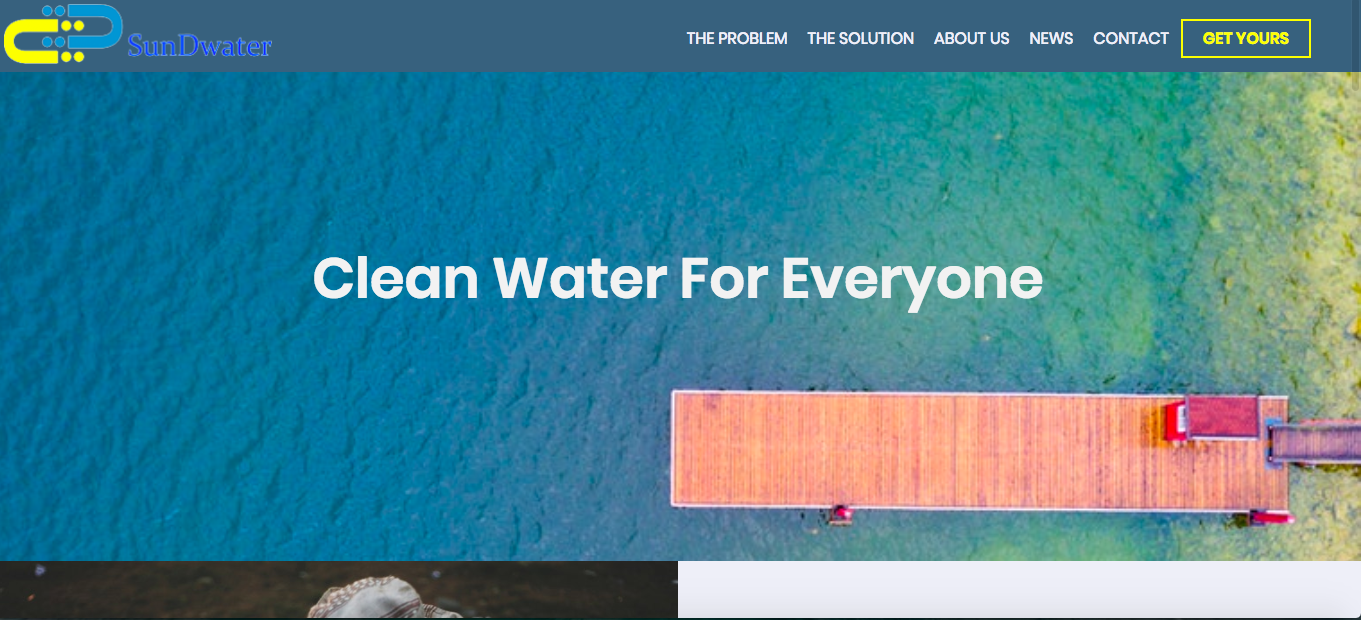 SunDwater
THE PROBLEM THE SOLUTION ABOUT US NEWS CONTACT GET YOURS
Clean Water For Everyone